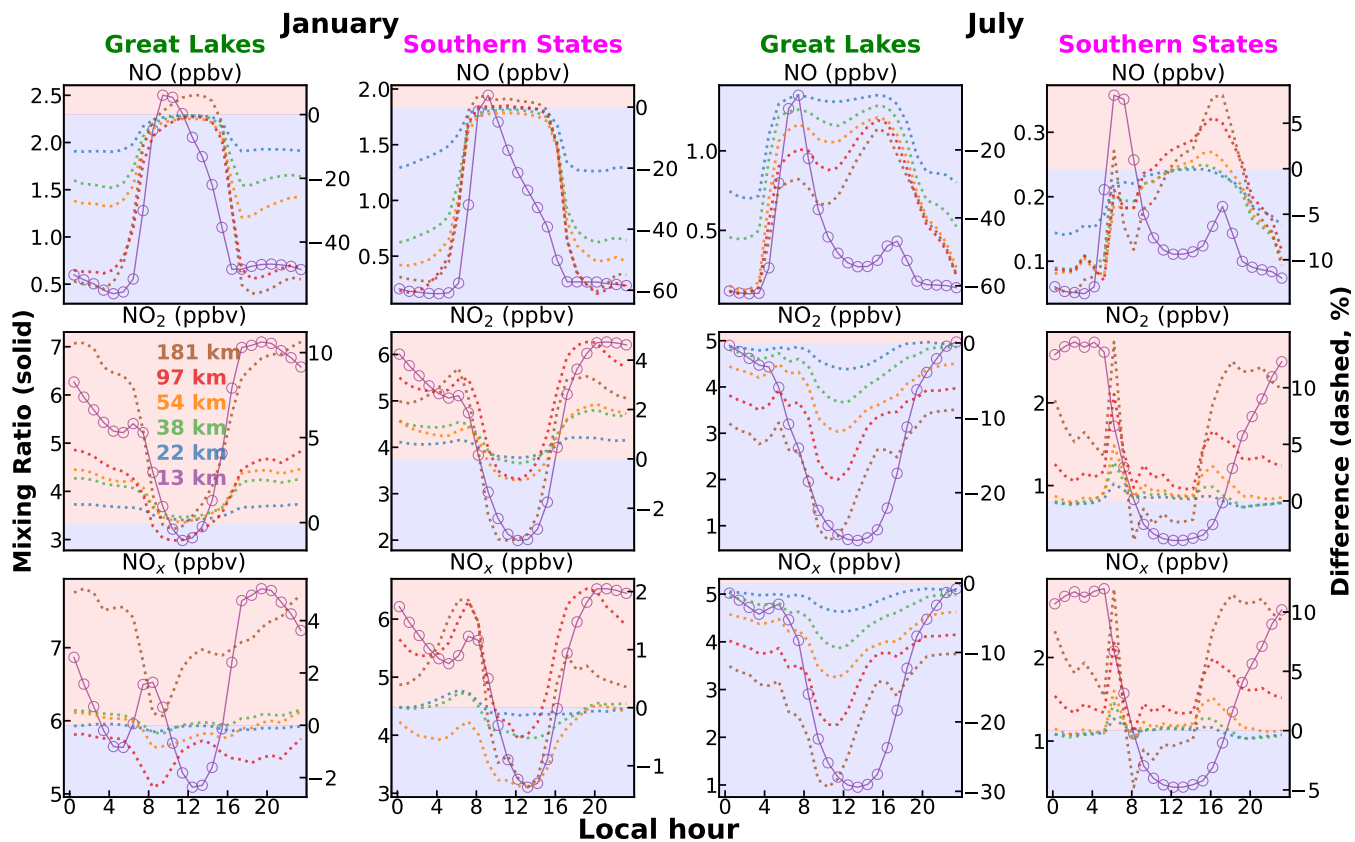 January
July
Great Lakes
Southern States
Great Lakes
Southern States
NO (ppbv)
NO (ppbv)
NO (ppbv)
NO (ppbv)
2.5
2.0
1.5
1.0
0.5
0
−20
−40
2.0
1.5
1.0
0.5
0
−20
−40
−60
1.0
0.5
−20
−40
−60
0.3
0.2
0.1
5
0
−5
−10
NO2 (ppbv)
NO2 (ppbv)
NO2 (ppbv)
NO2 (ppbv)
7
6
5
4
3
181 km
97 km
54 km
38 km
22 km
13 km
10
5
0
6
5
4
3
2
4
2
0
−2
5
4
3
2
1
0
−10
−20
2
1
10
5
0
NOx (ppbv)
NOx (ppbv)
NOx (ppbv)
NOx (ppbv)
7
6
5
4
2
0
−2
6
5
4
3
2
1
0
−1
5
4
3
2
1
0
−10
−20
−30
2
1
10
5
0
−5
0 4 8 12 16 20
0 4 8 12 16 20
0 4 8 12 16 20
0 4 8 12 16 20
Mixing Ratio (solid)
Difference (dashed, %)
Local hour